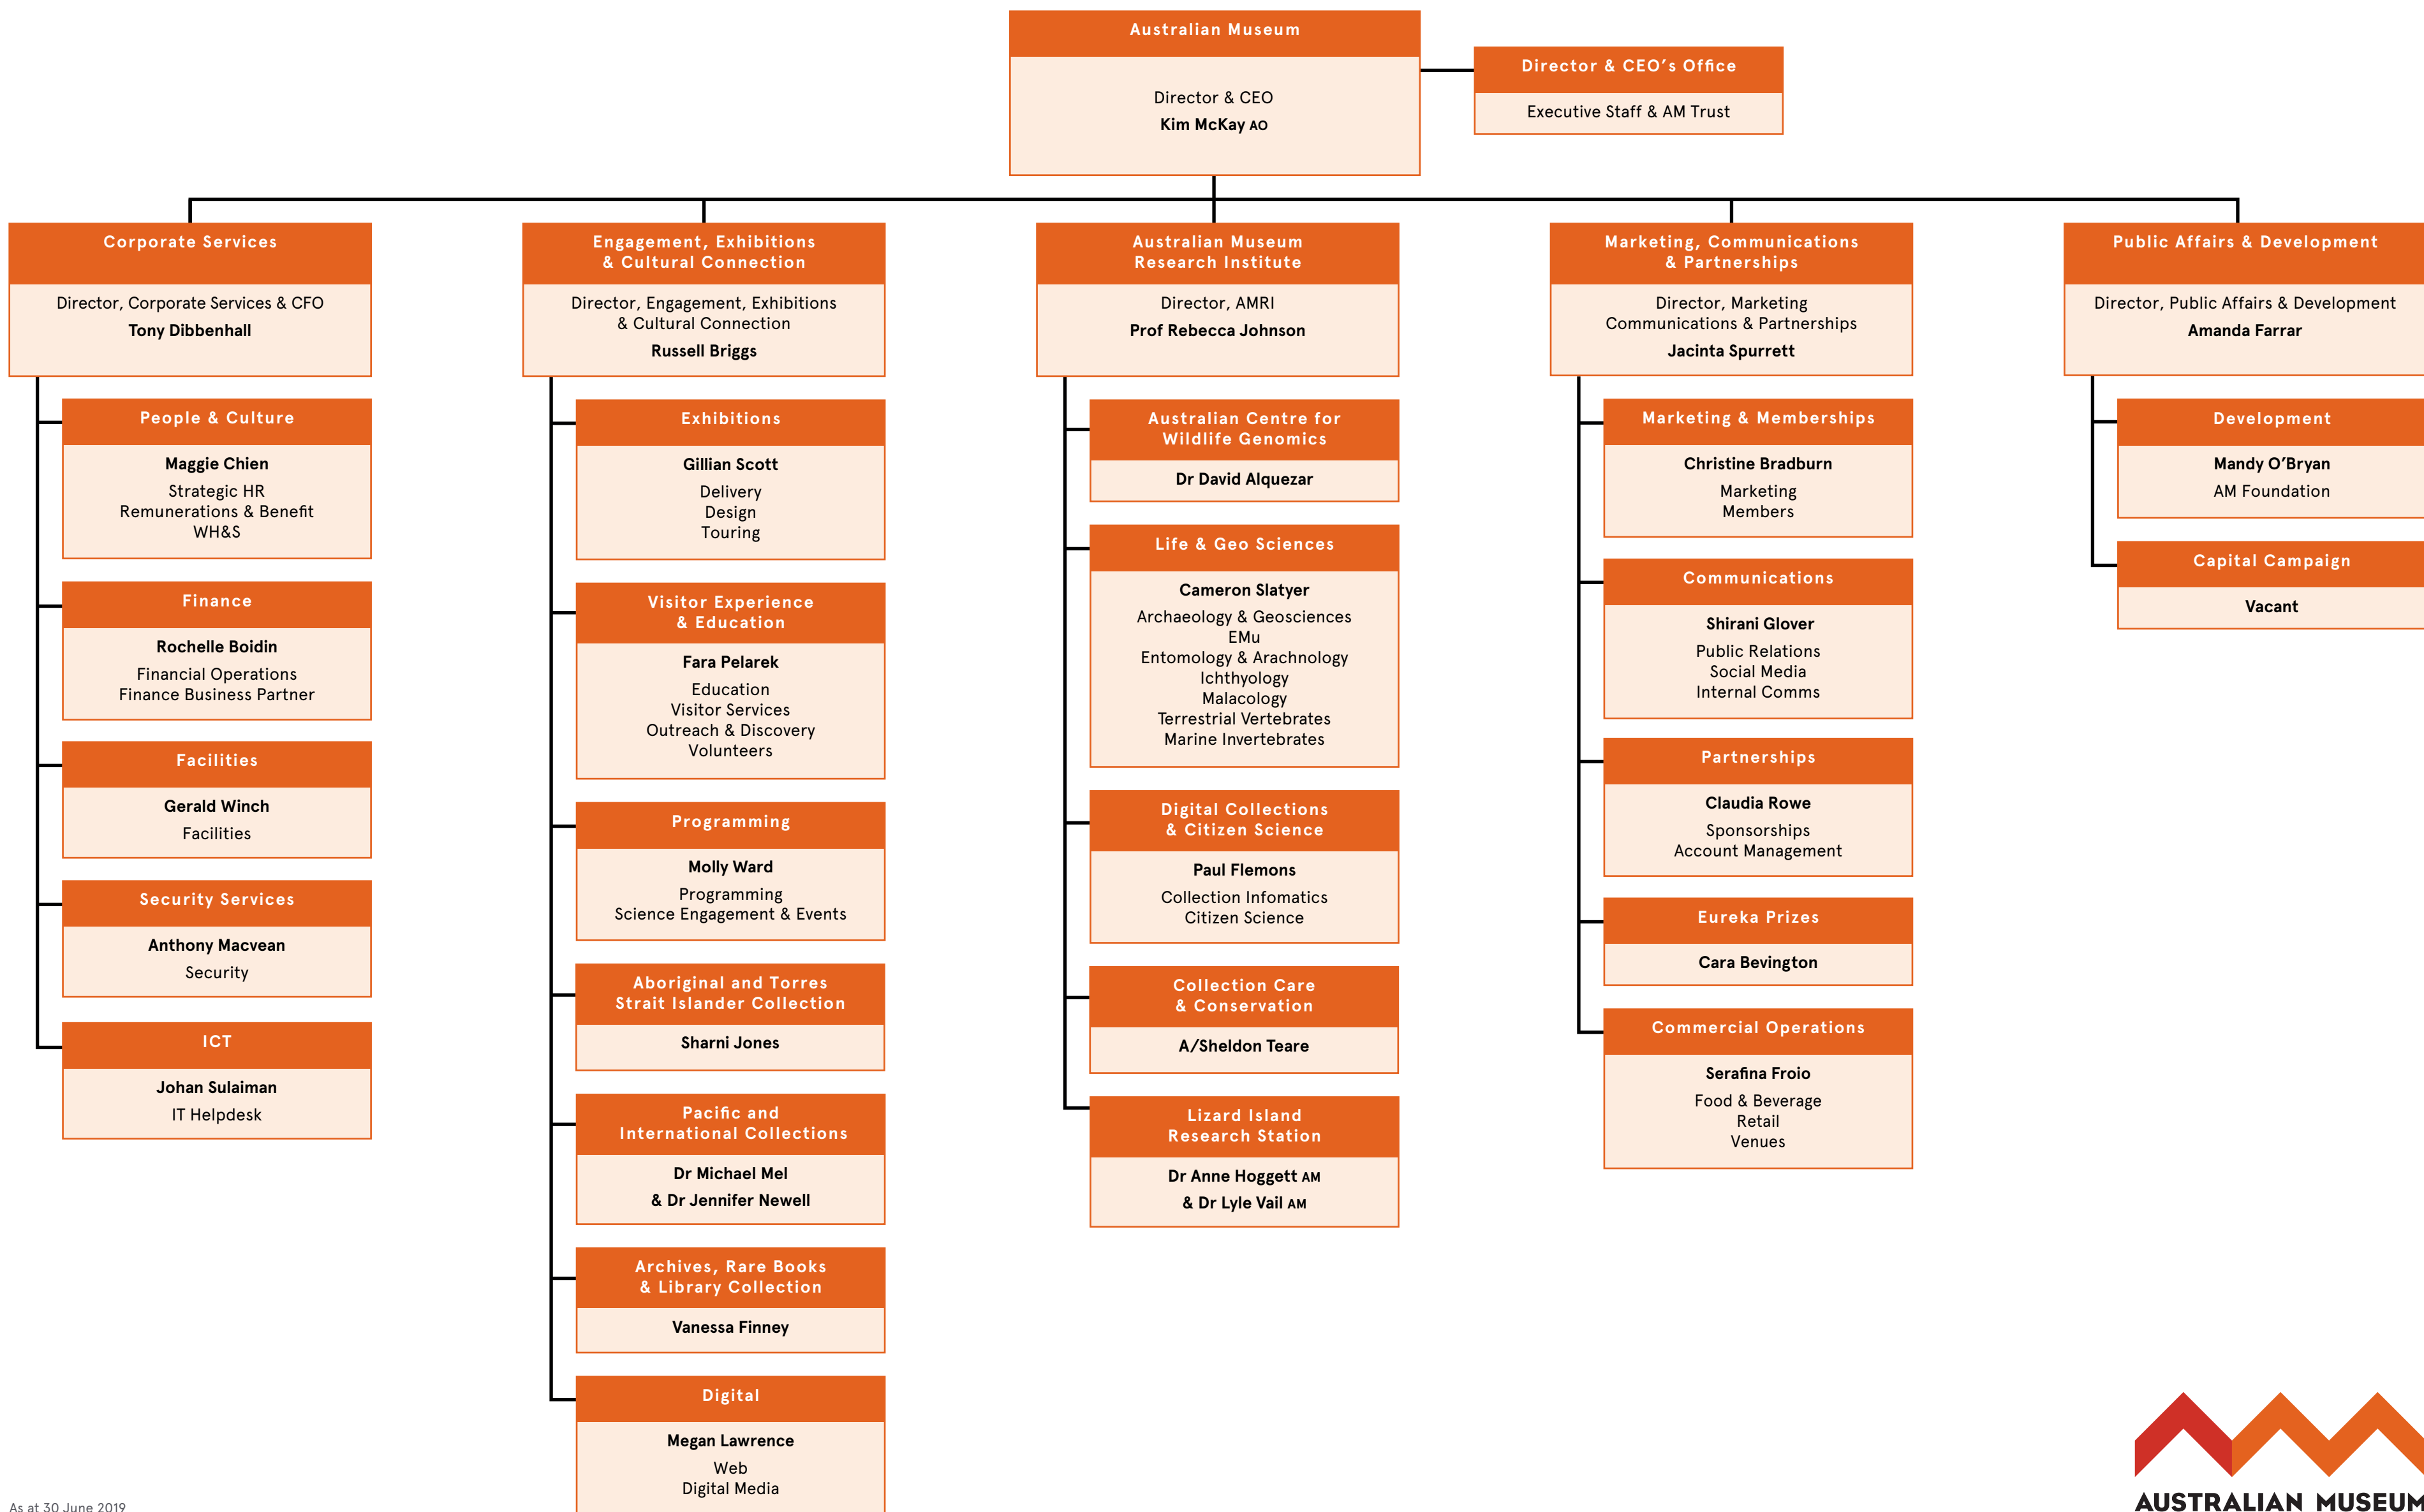 Australian Museum
Director & CEO
Kim McKay AO
Director & CEO’s Office
Executive Staff & AM Trust
Corporate Services
Director, Corporate Services & CFO
Tony Dibbenhall
People & Culture
Maggie Chien
Strategic HR
Remunerations & Benefit
WH&S
Finance
Rochelle Boidin
Financial Operations
Finance Business Partner
Facilities
Gerald Winch
Facilities
Security Services
Anthony Macvean
Security
ICT
Johan Sulaiman
IT Helpdesk
Engagement, Exhibitions
& Cultural Connection
Director, Engagement, Exhibitions
& Cultural Connection
Russell Briggs
Exhibitions
Gillian Scott
Delivery
Design
Touring
Visitor Experience
& Education
Fara Pelarek
Education
Visitor Services
Outreach & Discovery
Volunteers
Programming
Molly Ward
Programming
Science Engagement & Events
Aboriginal and Torres
Strait Islander Collection
Sharni Jones
Pacific and
International Collections
Dr Michael Mel
& Dr Jennifer Newell
Archives, Rare Books
& Library Collection
Vanessa Finney
Digital
Megan Lawrence
Web
Digital Media
Australian Museum
Research Institute
Director, AMRI
Prof Rebecca Johnson
Australian Centre for
Wildlife Genomics
Dr David Alquezar
Life & Geo Sciences
Cameron Slatyer
Archaeology & Geosciences
EMu
Entomology & Arachnology
Ichthyology
Malacology
Terrestrial Vertebrates
Marine Invertebrates
Digital Collections
& Citizen Science
Paul Flemons
Collection Infomatics
Citizen Science
Collection Care
& Conservation
A/Sheldon Teare
Lizard Island
Research Station
Dr Anne Hoggett AM
& Dr Lyle Vail AM
Marketing, Communications
& Partnerships
Director, Marketing
Communications & Partnerships
Jacinta Spurrett
Marketing & Memberships
Christine Bradburn
Marketing
Members
Communications
Shirani Glover
Public Relations
Social Media
Internal Comms
Partnerships
Claudia Rowe
Sponsorships
Account Management
Eureka Prizes
Cara Bevington
Commercial Operations
Serafina Froio
Food & Beverage
Retail
Venues
Public Affairs & Development
Director, Public Affairs & Development
Amanda Farrar
Development
Mandy O’Bryan
AM Foundation
Capital Campaign
Vacant
As at 30 June 2019
AUSTRALIAN MUSEUM